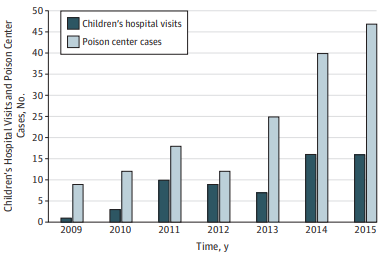 Children's Hospital Visits and Poison Center
Cases, No.
50
45
40
35
30
25
20
15
10
5
0
Children's hospital visits
Poison center cases
2009 2010 2011 2012 2013 2014 2015
Time, y